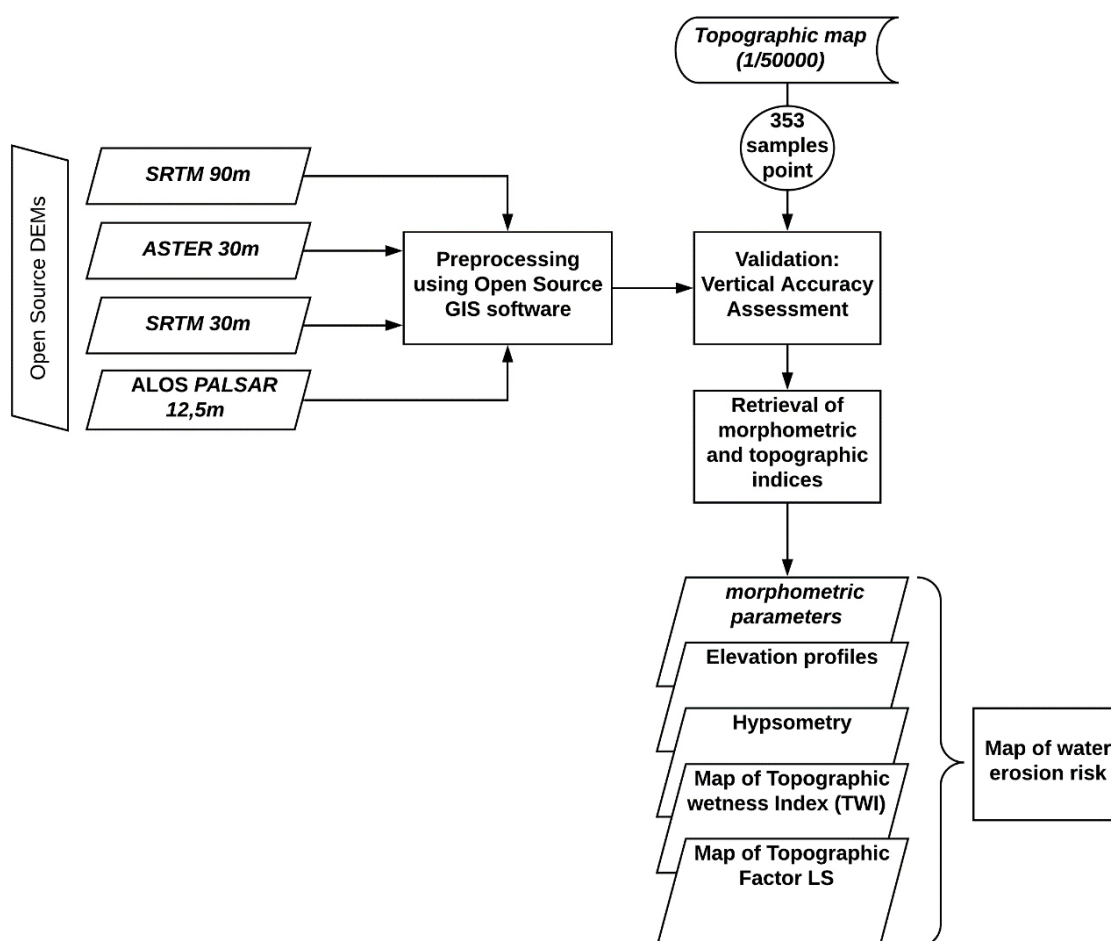 Topographic map
(1/50000)
353
samples
point
Open Source DEMs
SRTM 90m
ASTER 30m
SRTM 30m
ALOS PALSAR
12,5m
Preprocessing
using Open Source
GIS software
Validation:
Vertical Accuracy
Assessment
Retrieval of
morphometric
and topographic
indices
morphometric
parameters
Elevation profiles
Hypsometry
Map of Topographic
wetness Index (TWI)
Map of Topographic
Factor LS
Map of water
erosion risk